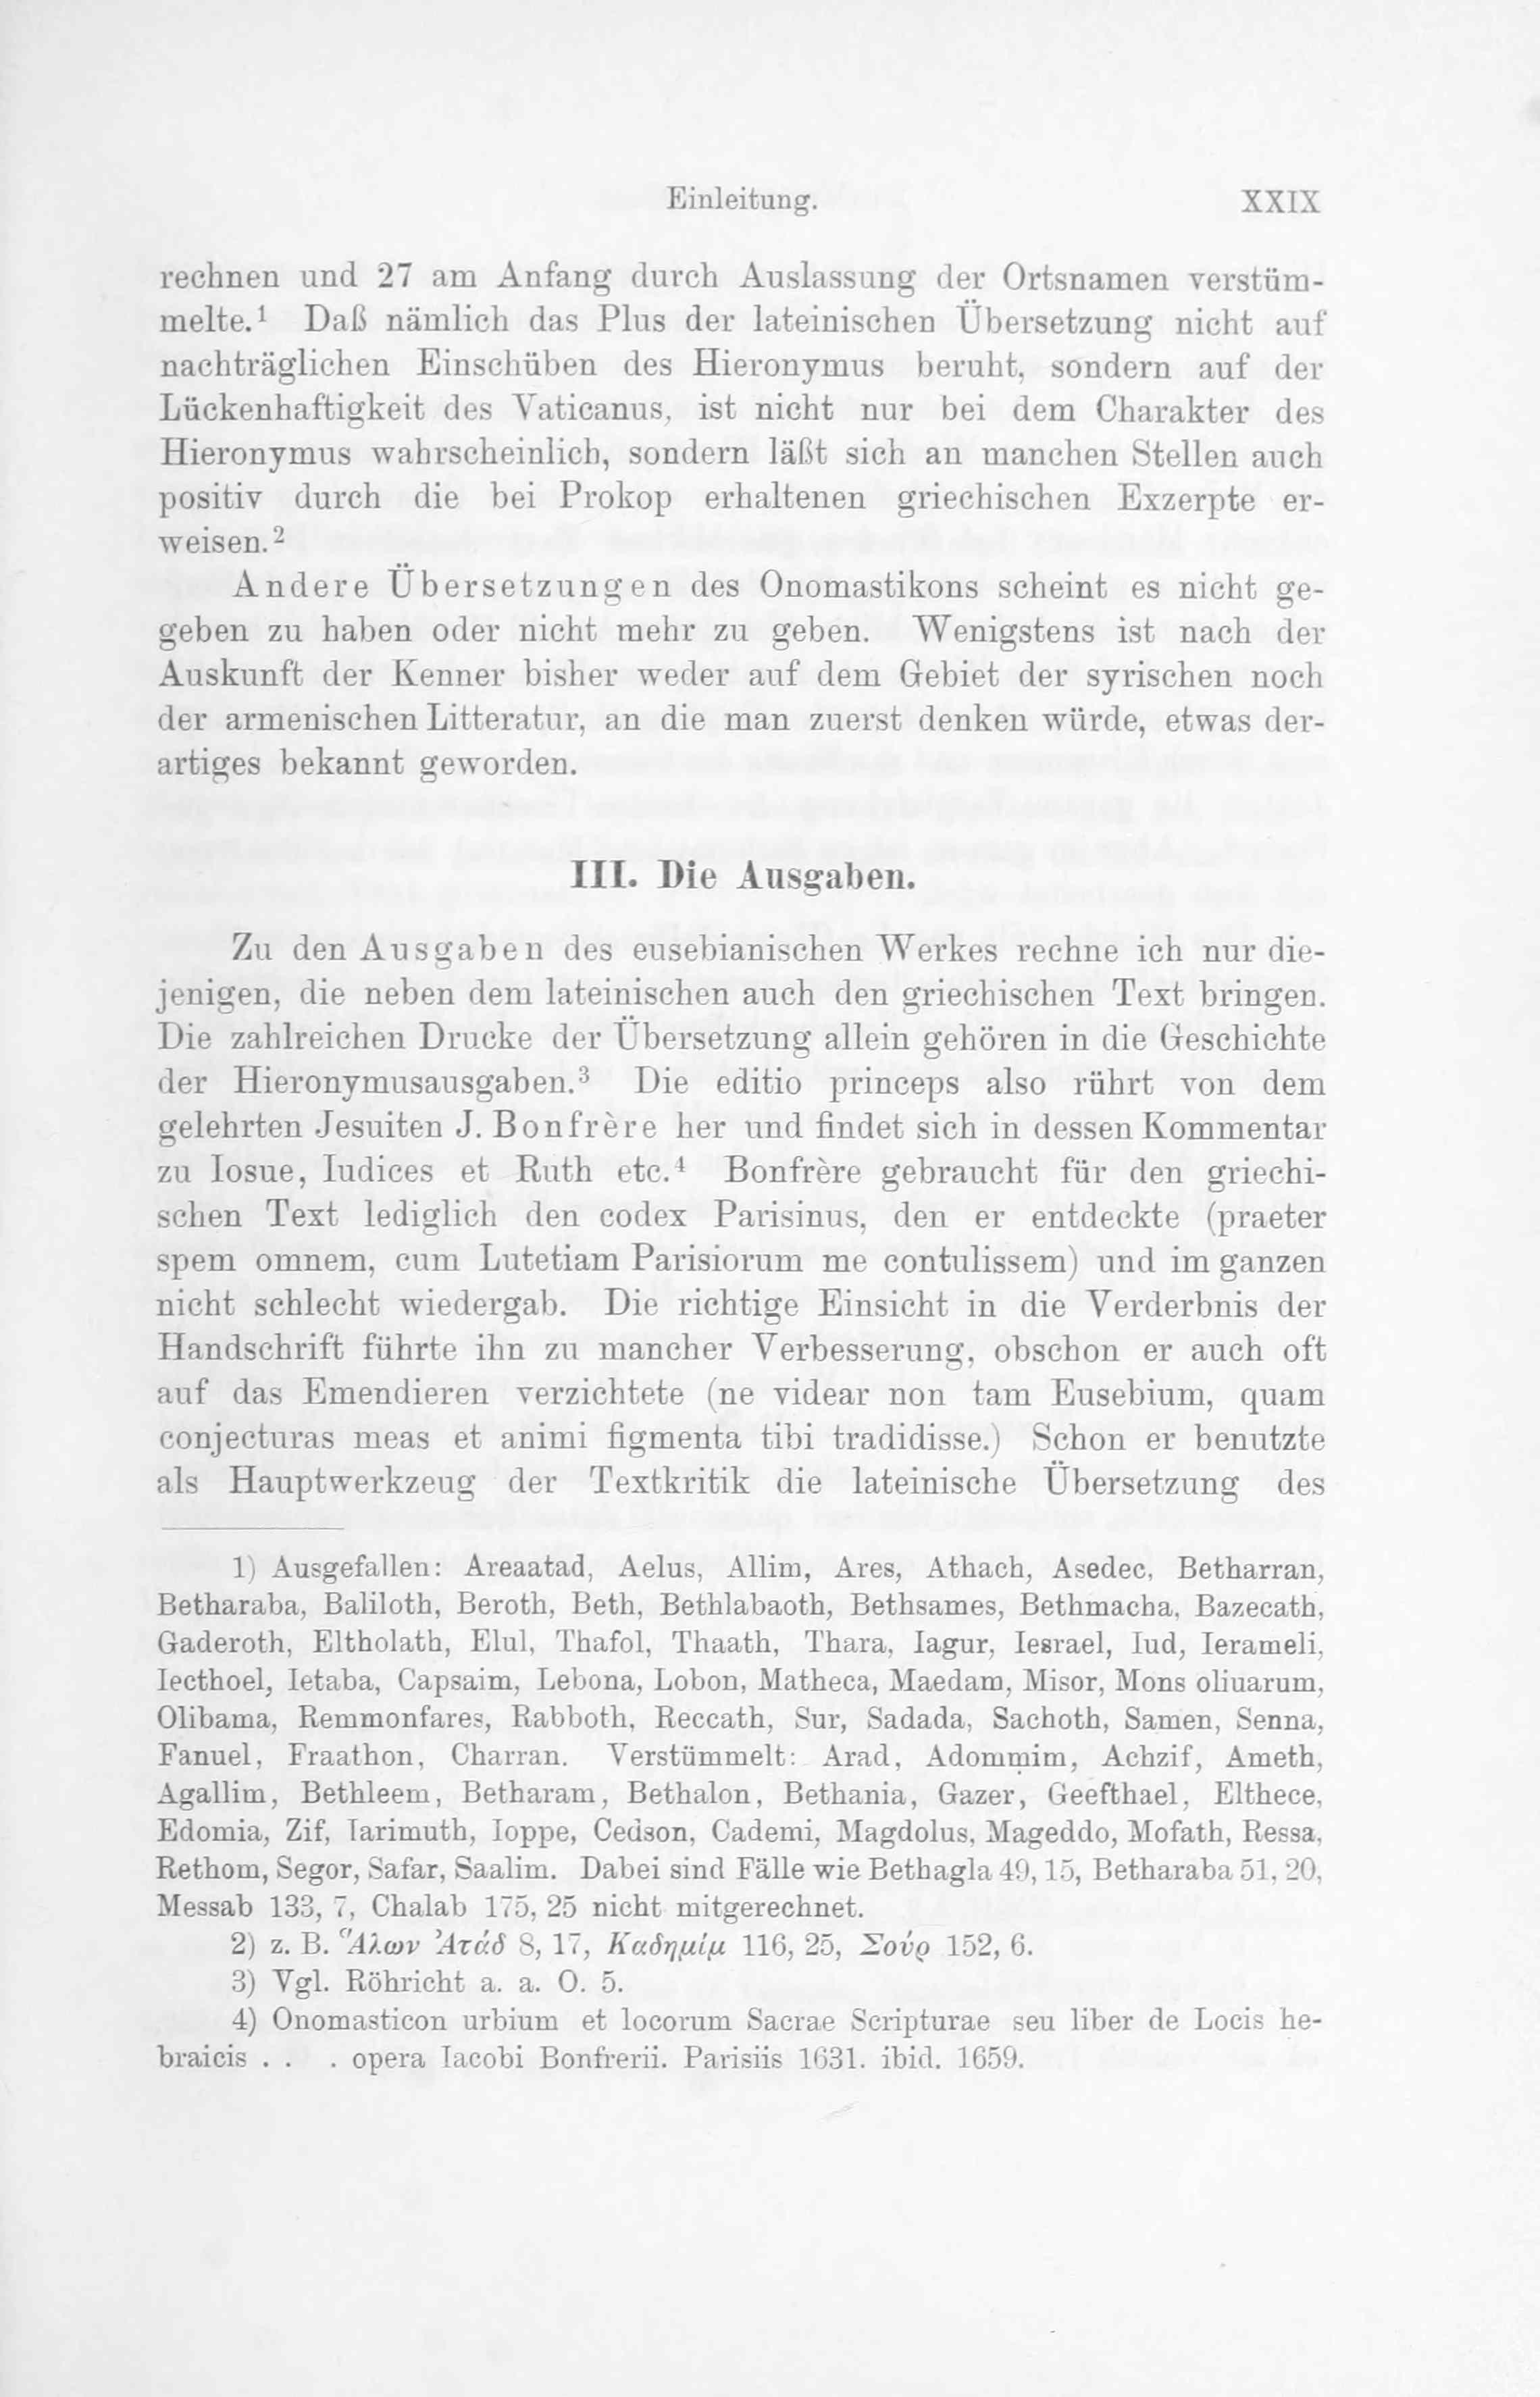 Einleitung. XXIX
rechnen und 27 am Anfang durch Auslassung der Ortsnamen verstüm-
melte.¹ Daß nämlich das Plus der lateinischen Übersetzung nicht auf
nachträglichen Einschüben des Hieronymus beruht, sondern auf der
Lückenhaftigkeit des Vaticanus, ist nicht nur bei dem Charakter des
Hieronymus wahrscheinlich, sondern läßt sich an manchen Stellen auch
positiv durch die bei Prokop erhaltenen griechischen Exzerpte er-
weisen.²
Andere Übersetzungen des Onomastikons scheint es nicht ge-
geben zu haben oder nicht mehr zu geben. Wenigstens ist nach der
Auskunft der Kenner bisher weder auf dem Gebiet der syrischen noch
der armenischen Litteratur, an die man zuerst denken würde, etwas der-
artiges bekannt geworden.
III. Die Ausgaben.
Zu den Ausgaben des eusebianischen Werkes rechne ich nur die-
jenigen, die neben dem lateinischen auch den griechischen Text bringen.
Die zahlreichen Drucke der Übersetzung allein gehören in die Geschichte
der Hieronymusausgaben.³ Die editio princeps also rührt von dem
gelehrten Jesuiten J. Bonfrère her und findet sich in dessen Kommentar
zu Iosue, Iudices et Ruth etc.⁴ Bonfrère gebraucht für den griechi-
schen Text lediglich den codex Parisinus, den er entdeckte (praeter
spem omnem, cum Lutetiam Parisiorum me contulissem) und im ganzen
nicht schlecht wiedergab. Die richtige Einsicht in die Verderbnis der
Handschrift führte ihn zu mancher Verbesserung, obschon er auch oft
auf das Emendieren verzichtete (ne videar non tam Eusebium, quam
conjecturas meas et animi figmenta tibi tradidisse.) Schon er benutzte
als Hauptwerkzeug der Textkritik die lateinische Übersetzung des
1) Ausgefallen: Areaatad, Aelus, Allim, Ares, Athach, Asedec, Betharran,
Betharaba, Baliloth, Beroth, Beth, Bethlabaoth, Bethsames, Bethmacha, Bazecath,
Gaderoth, Eltholath, Elul, Thafol, Thaath, Thara, Iagur, Iesrael, Iud, Ierameli,
Iecthoel, Ietaba, Capsaim, Lebona, Lobon, Matheca, Maedam, Misor, Mons oliuarum,
Olibama, Remmonfares, Rabboth, Reccath, Sur, Sadada, Sachoth, Samen, Senna,
Fanuel, Fraathon, Charran. Verstümmelt: Arad, Adommim, Achzif, Ameth,
Agallim, Bethleem, Betharam, Bethalon, Bethania, Gazer, Geefthael, Elthece,
Edomia, Zif, Iarimuth, Ioppe, Cedson, Cademi, Magdolus, Mageddo, Mofath, Ressa,
Rethom, Segor, Safar, Saalim. Dabei sind Fälle wie Bethagla 49, 15, Betharaba 51, 20,
Messab 133, 7, Chalab 175, 25 nicht mitgerechnet.
2) z. B. Ἅλων Ἀτάδ 8, 17, Καδημίμ 116, 25, Σούρ 152, 6.
3) Vgl. Röhricht a. a. O. 5.
4) Onomasticon urbium et locorum Sacrae Scripturae seu liber de Locis he-
braicis . . . opera Iacobi Bonfrerii. Parisiis 1631. ibid. 1659.